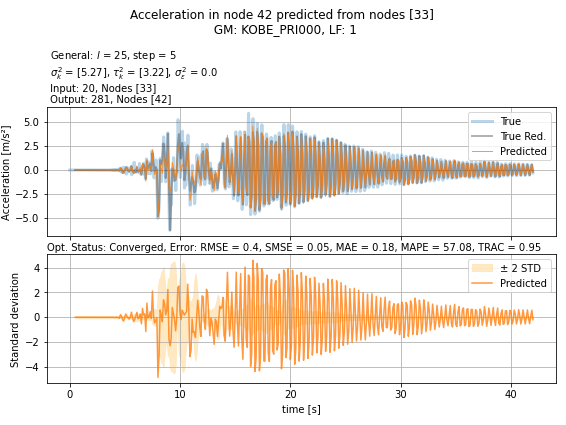 Acceleration in node 42 predicted from nodes [33]
GM: KOBE_PRI000, LF: 1
General: l = 25, step = 5
σ²ₖ = [5.27], τ²ₖ = [3.22], σ²ε = 0.0
Input: 20, Nodes [33]
Output: 281, Nodes [42]
Acceleration [m/s²]
5.0
2.5
0.0
−2.5
−5.0
True
True Red.
Predicted
Opt. Status: Converged, Error: RMSE = 0.4, SMSE = 0.05, MAE = 0.18, MAPE = 57.08, TRAC = 0.95
Standard deviation
4
2
0
−2
−4
± 2 STD
Predicted
0 10 20 30 40
time [s]